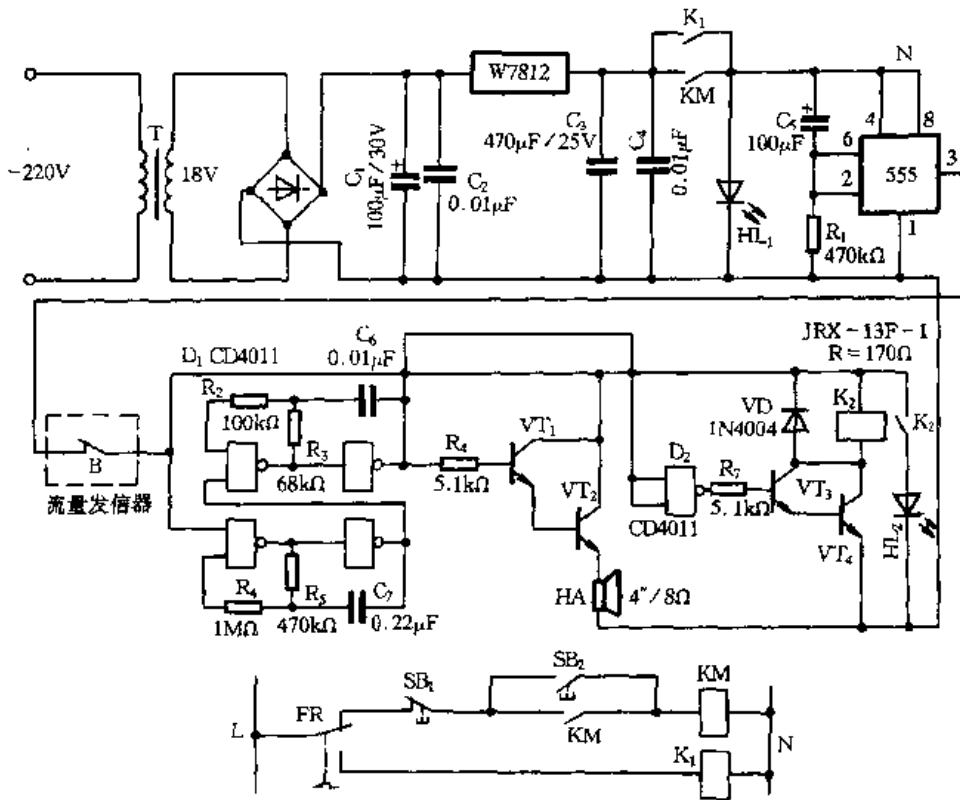 K₁
N
W7812
KM
T
~220V
18V
C₁
100μF/30V
C₂
0.01μF
C₃
470μF/25V
C₄
0.01μF
HL₁
C₅
100μF
4
8
6
2
3
555
1
R₁
470kΩ
JRX-13F-1
R=170Ω
C₆
D₁ CD4011
0.01μF
R₂
100kΩ
R₃
68kΩ
VT₁
R₄
5.1kΩ
VT₂
VD
1N4004
K₂
K₂
D₂
R₇
CD4011
5.1kΩ
VT₃
VT₄
HL₂
B
流量发信器
R₄
1MΩ
R₅
470kΩ
C₇
0.22μF
HA
4″/8Ω
SB₂
SB₁
KM
FR
L
KM
N
K₁